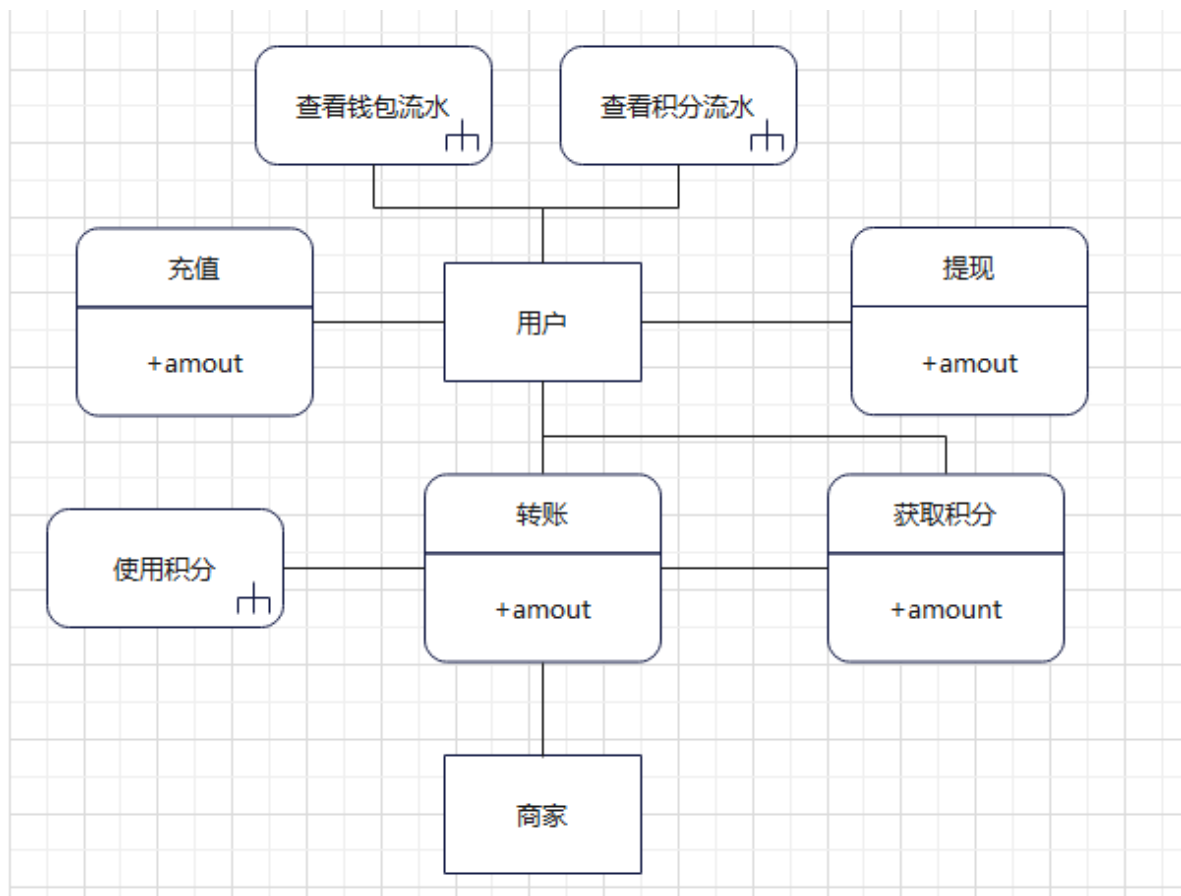 查看钱包流水
查看积分流水
充值
+amout
用户
提现
+amout
使用积分
转账
+amout
获取积分
+amount
商家